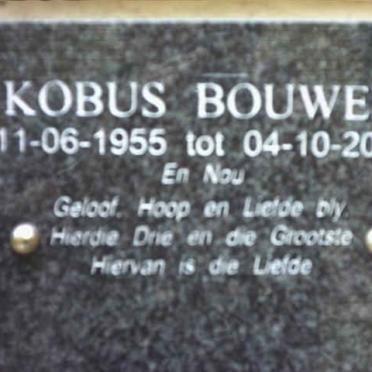 KOBUS BOUWE
11-06-1955 tot 04-10-20
En Nou
Geloof, Hoop en Liefde bly,
Hierdie Drie en die Grootste
Hiervan is die Liefde